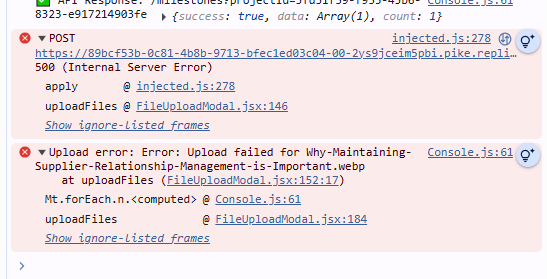 API Response: /milestones?projectId=5fd51f59-f955-45b6- Console.js:61
8323-e917214903fe ▶ {success: true, data: Array(1), count: 1}
▼ POST injected.js:278
https://89bcf53b-0c81-4b8b-9713-bfec1ed03c04-00-2ys9jceim5pbi.pike.repli…
500 (Internal Server Error)
apply @ injected.js:278
uploadFiles @ FileUploadModal.jsx:146
Show ignore-listed frames
▼ Upload error: Error: Upload failed for Why-Maintaining- Console.js:61
Supplier-Relationship-Management-is-Important.webp
at uploadFiles (FileUploadModal.jsx:152:17)
Mt.forEach.n.<computed> @ Console.js:61
uploadFiles @ FileUploadModal.jsx:184
Show ignore-listed frames
>